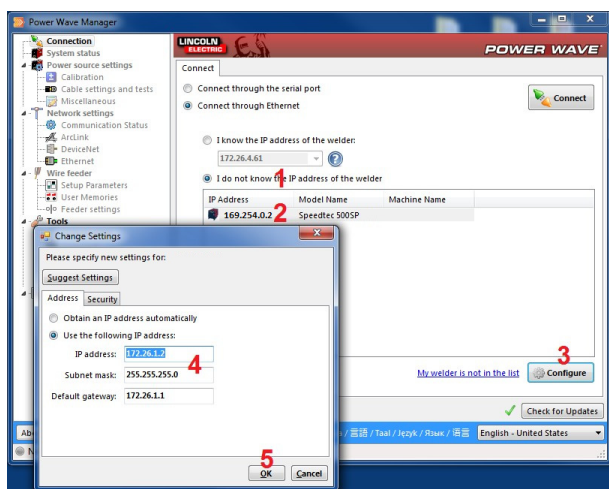 Power Wave Manager
Connection
System status
Power source settings
Calibration
Cable settings and tests
Miscellaneous
Network settings
Communication Status
ArcLink
DeviceNet
Ethernet
Wire feeder
Setup Parameters
User Memories
Feeder settings
Tools
LINCOLN ELECTRIC
POWER WAVE
Connect
Connect through the serial port
Connect through Ethernet
Connect
I know the IP address of the welder:
172.26.4.61
I do not know the IP address of the welder
1
IP Address Model Name Machine Name
169.254.0.2 Speedtec 500SP
2
3
My welder is not in the list Configure
Check for Updates
/ 言語 / Taal / Język / Язык / 语言 English - United States
Change Settings
Please specify new settings for:
Suggest Settings
Address Security
Obtain an IP address automatically
Use the following IP address:
IP address: 172.26.1.2
4
Subnet mask: 255.255.255.0
Default gateway: 172.26.1.1
5
OK Cancel